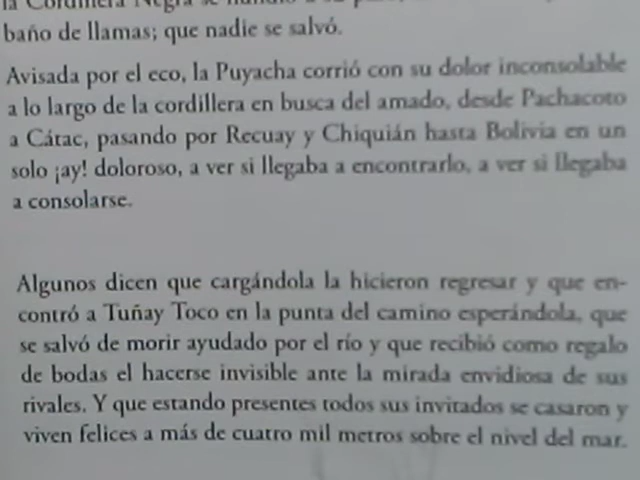 la Cordillera Negra se hundió
baño de llamas; que nadie se salvó.
Avisada por el eco, la Puyacha corrió con su dolor inconsolable
a lo largo de la cordillera en busca del amado, desde Pachacoto
a Cátac, pasando por Recuay y Chiquián hasta Bolivia en un
solo ¡ay! doloroso, a ver si llegaba a encontrarlo, a ver si llegaba
a consolarse.
Algunos dicen que cargándola la hicieron regresar y que en-
contró a Tuñay Toco en la punta del camino esperándola, que
se salvó de morir ayudado por el río y que recibió como regalo
de bodas el hacerse invisible ante la mirada envidiosa de sus
rivales. Y que estando presentes todos sus invitados se casaron y
viven felices a más de cuatro mil metros sobre el nivel del mar.